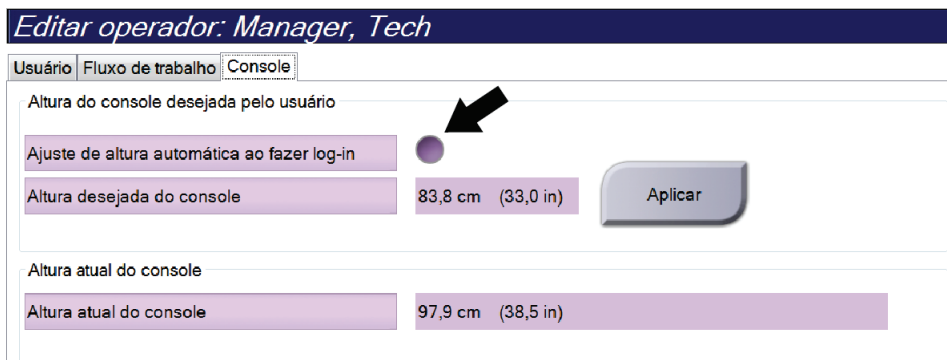 Editar operador: Manager, Tech
Usuário Fluxo de trabalho Console
Altura do console desejada pelo usuário
Ajuste de altura automática ao fazer log-in
Altura desejada do console 83,8 cm (33,0 in) Aplicar
Altura atual do console
Altura atual do console 97,9 cm (38,5 in)